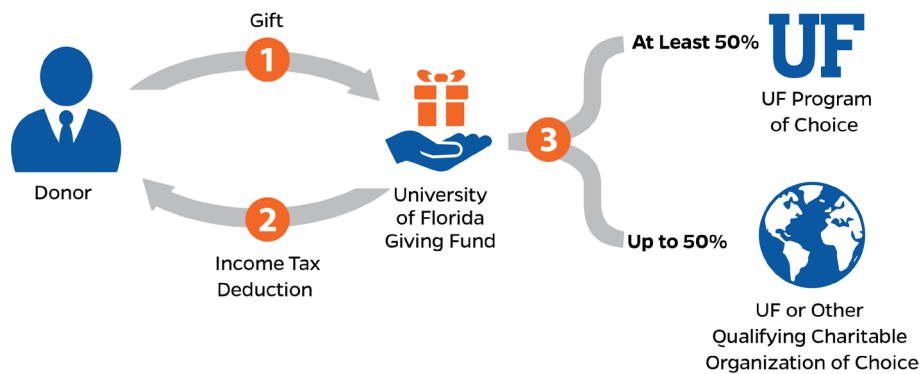 Gift
1
Donor
2
Income Tax
Deduction
University
of Florida
Giving Fund
3
At Least 50%
UF
UF Program
of Choice
Up to 50%
UF or Other
Qualifying Charitable
Organization of Choice